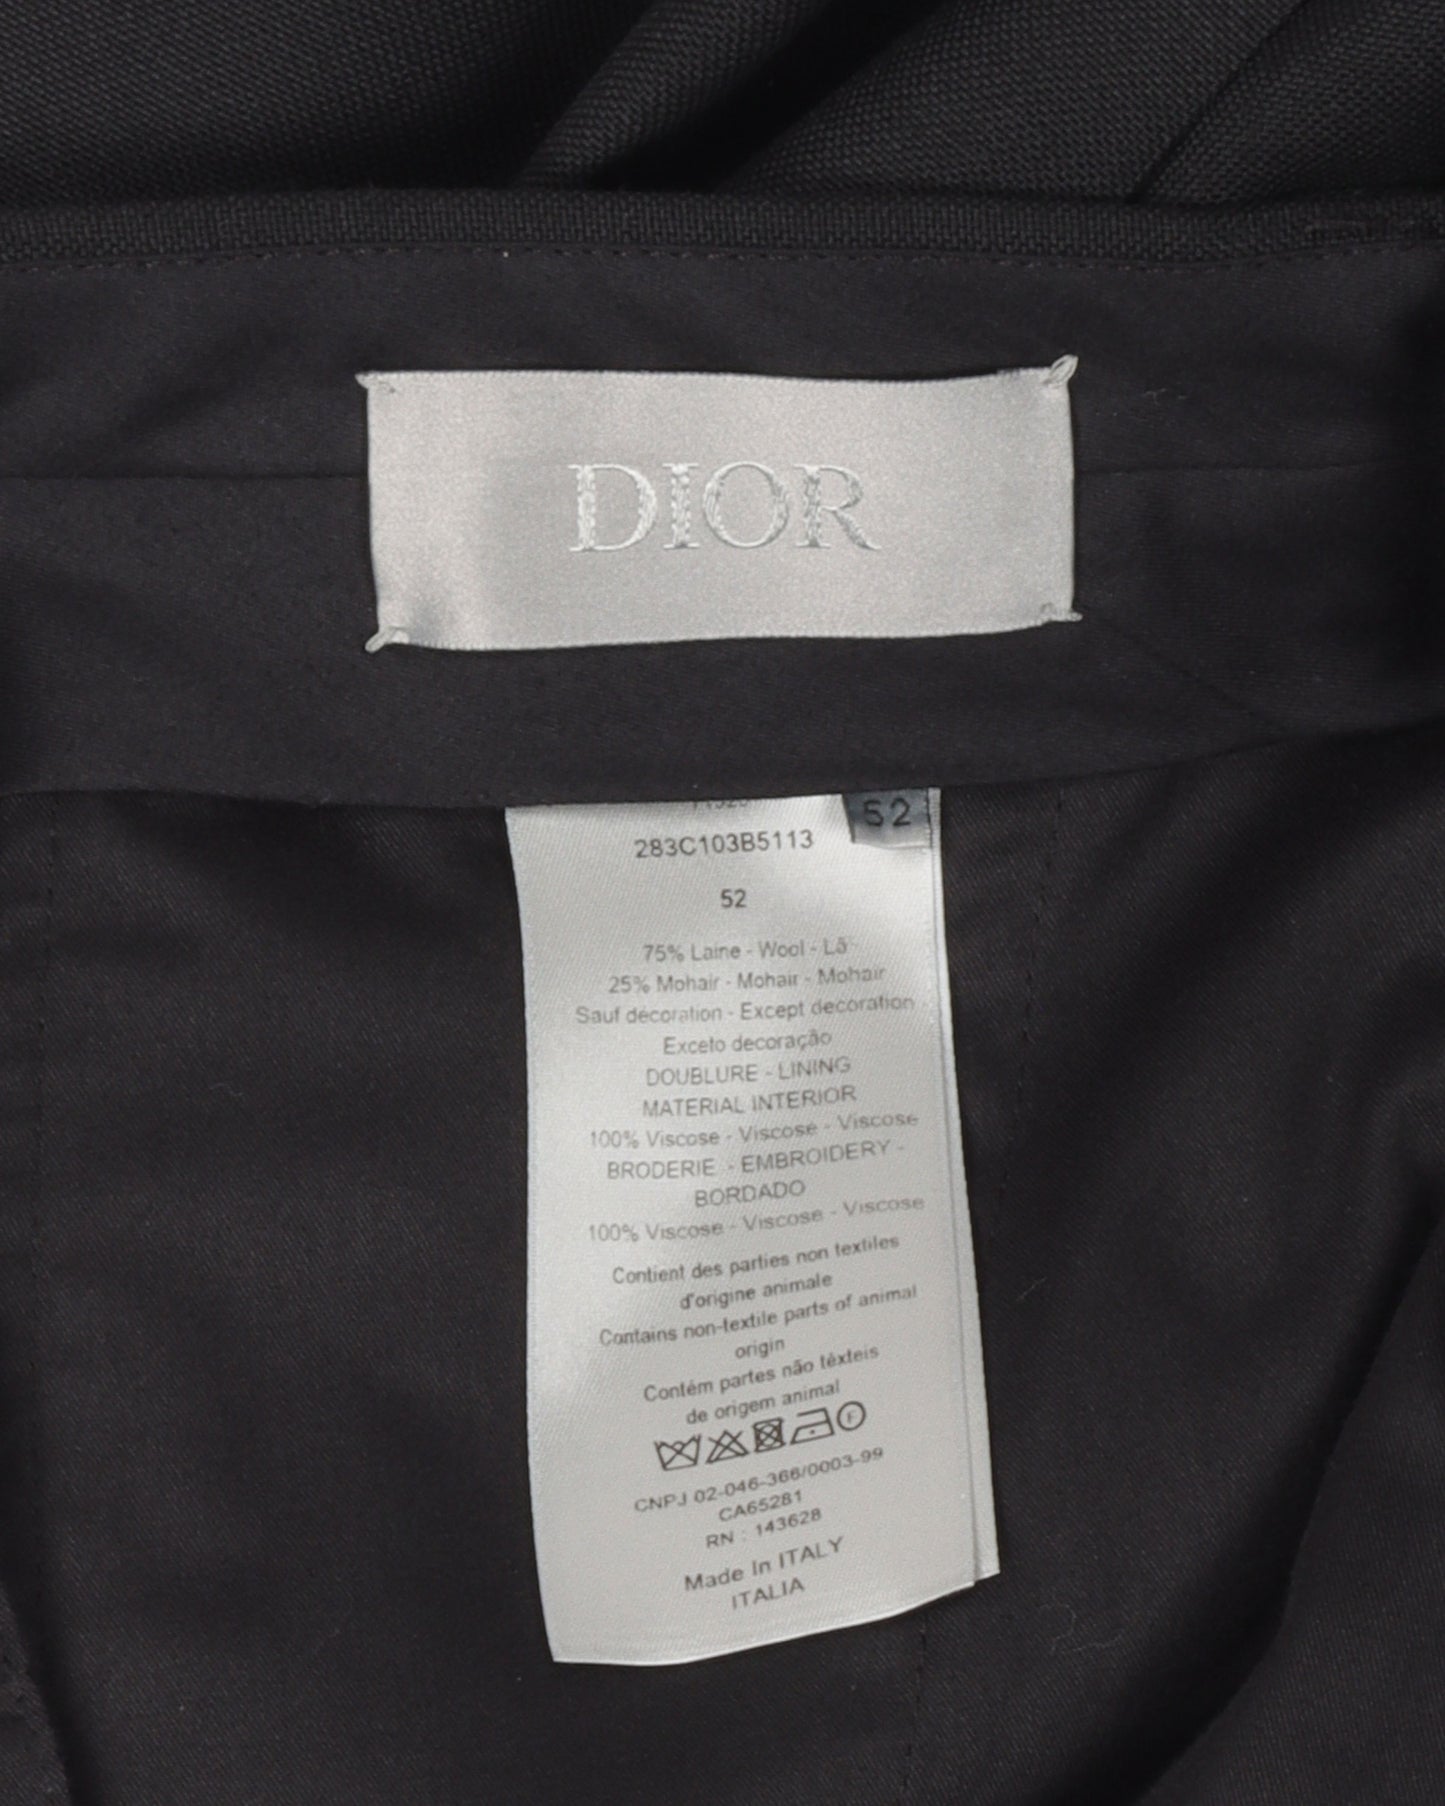 DIOR
52
283C103B5113
52
75% Laine - Wool - Lã
25% Mohair - Mohair - Mohair
Sauf décoration - Except decoration -
Exceto decoração
DOUBLURE - LINING
MATERIAL INTERIOR
100% Viscose - Viscose - Viscose
BRODERIE - EMBROIDERY -
BORDADO
100% Viscose - Viscose - Viscose
Contient des parties non textiles
d'origine animale
Contains non-textile parts of animal
origin
Contém partes não têxteis
de origem animal
F
CNPJ 02-046-366/0003-99
CA65281
RN : 143628
Made In ITALY
ITALIA